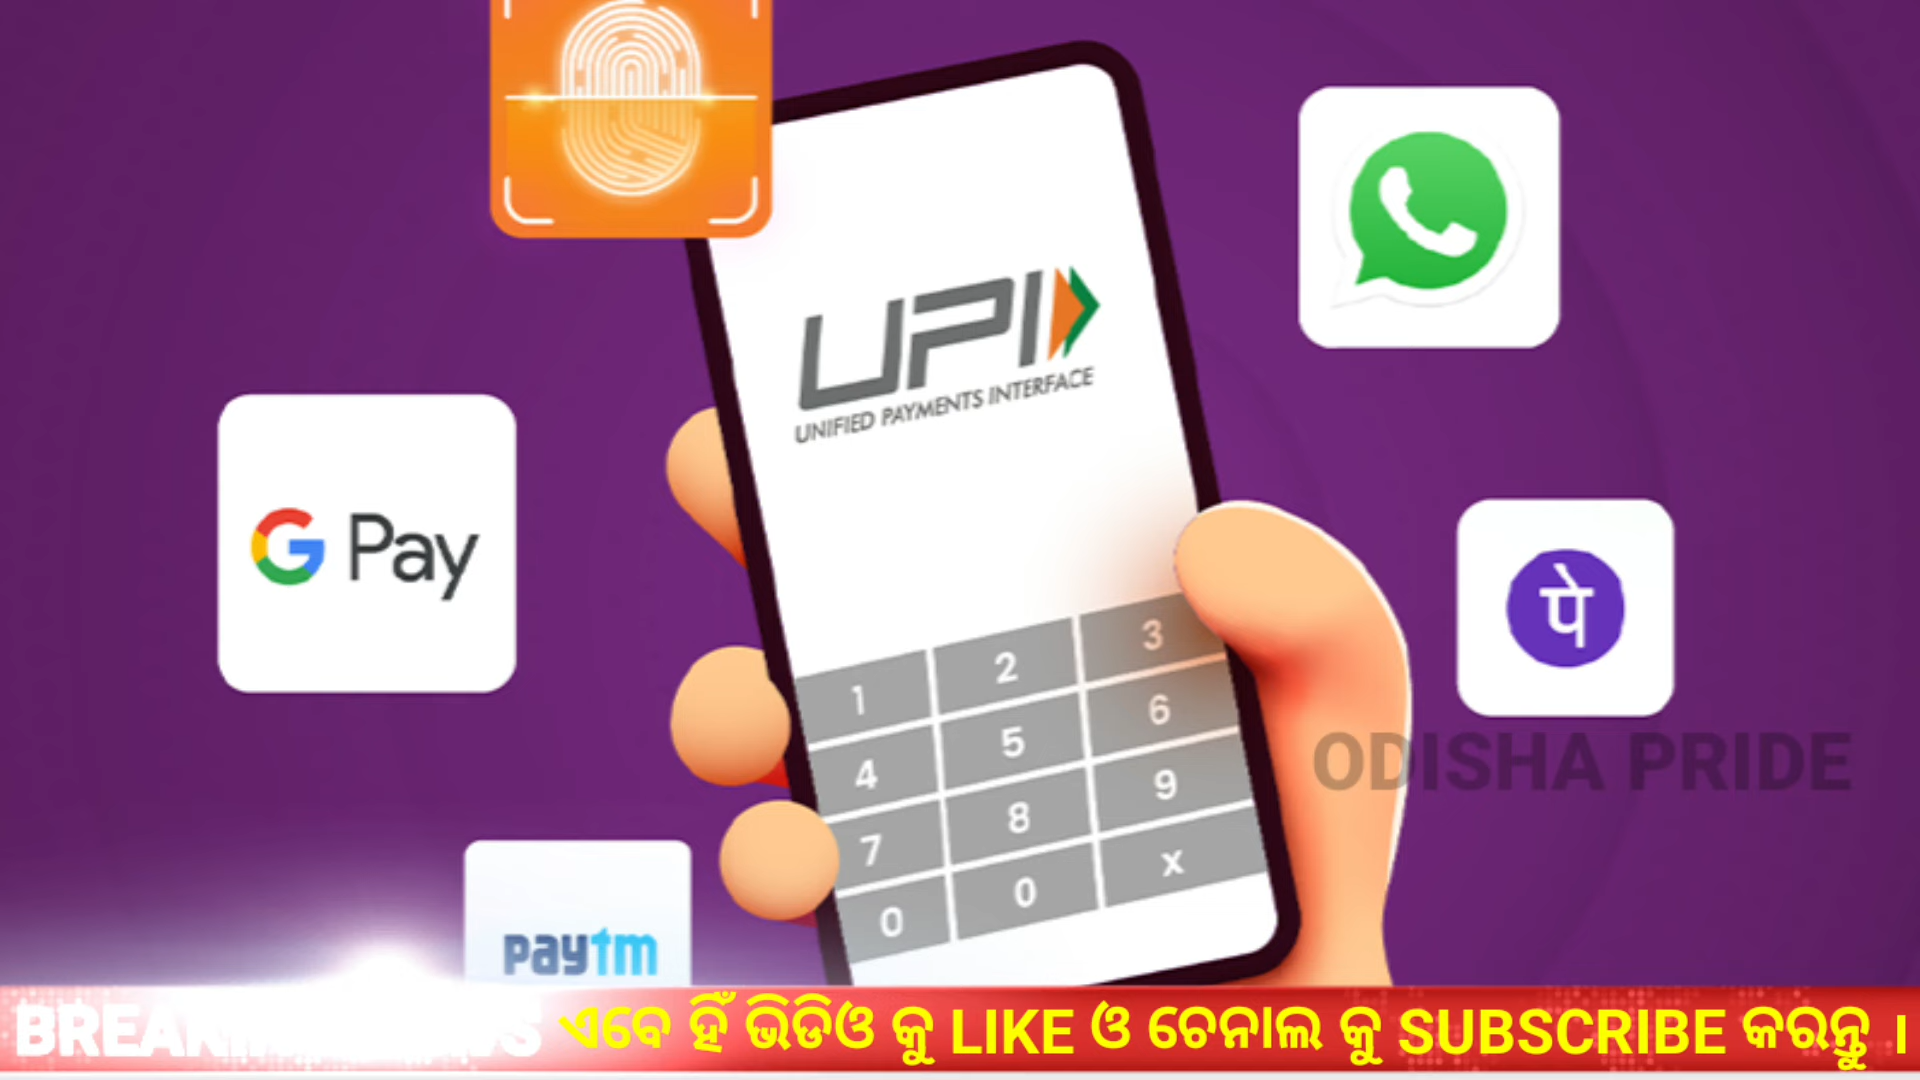 UPI
UNIFIED PAYMENTS INTERFACE
G Pay
पे
1 2 3
4 5 6
7 8 9
0 0 x
ODISHA PRIDE
paytm
ଏବେ ହିଁ ଭିଡିଓ କୁ LIKE ଓ ଚେନାଲ କୁ SUBSCRIBE କରନ୍ତୁ ।